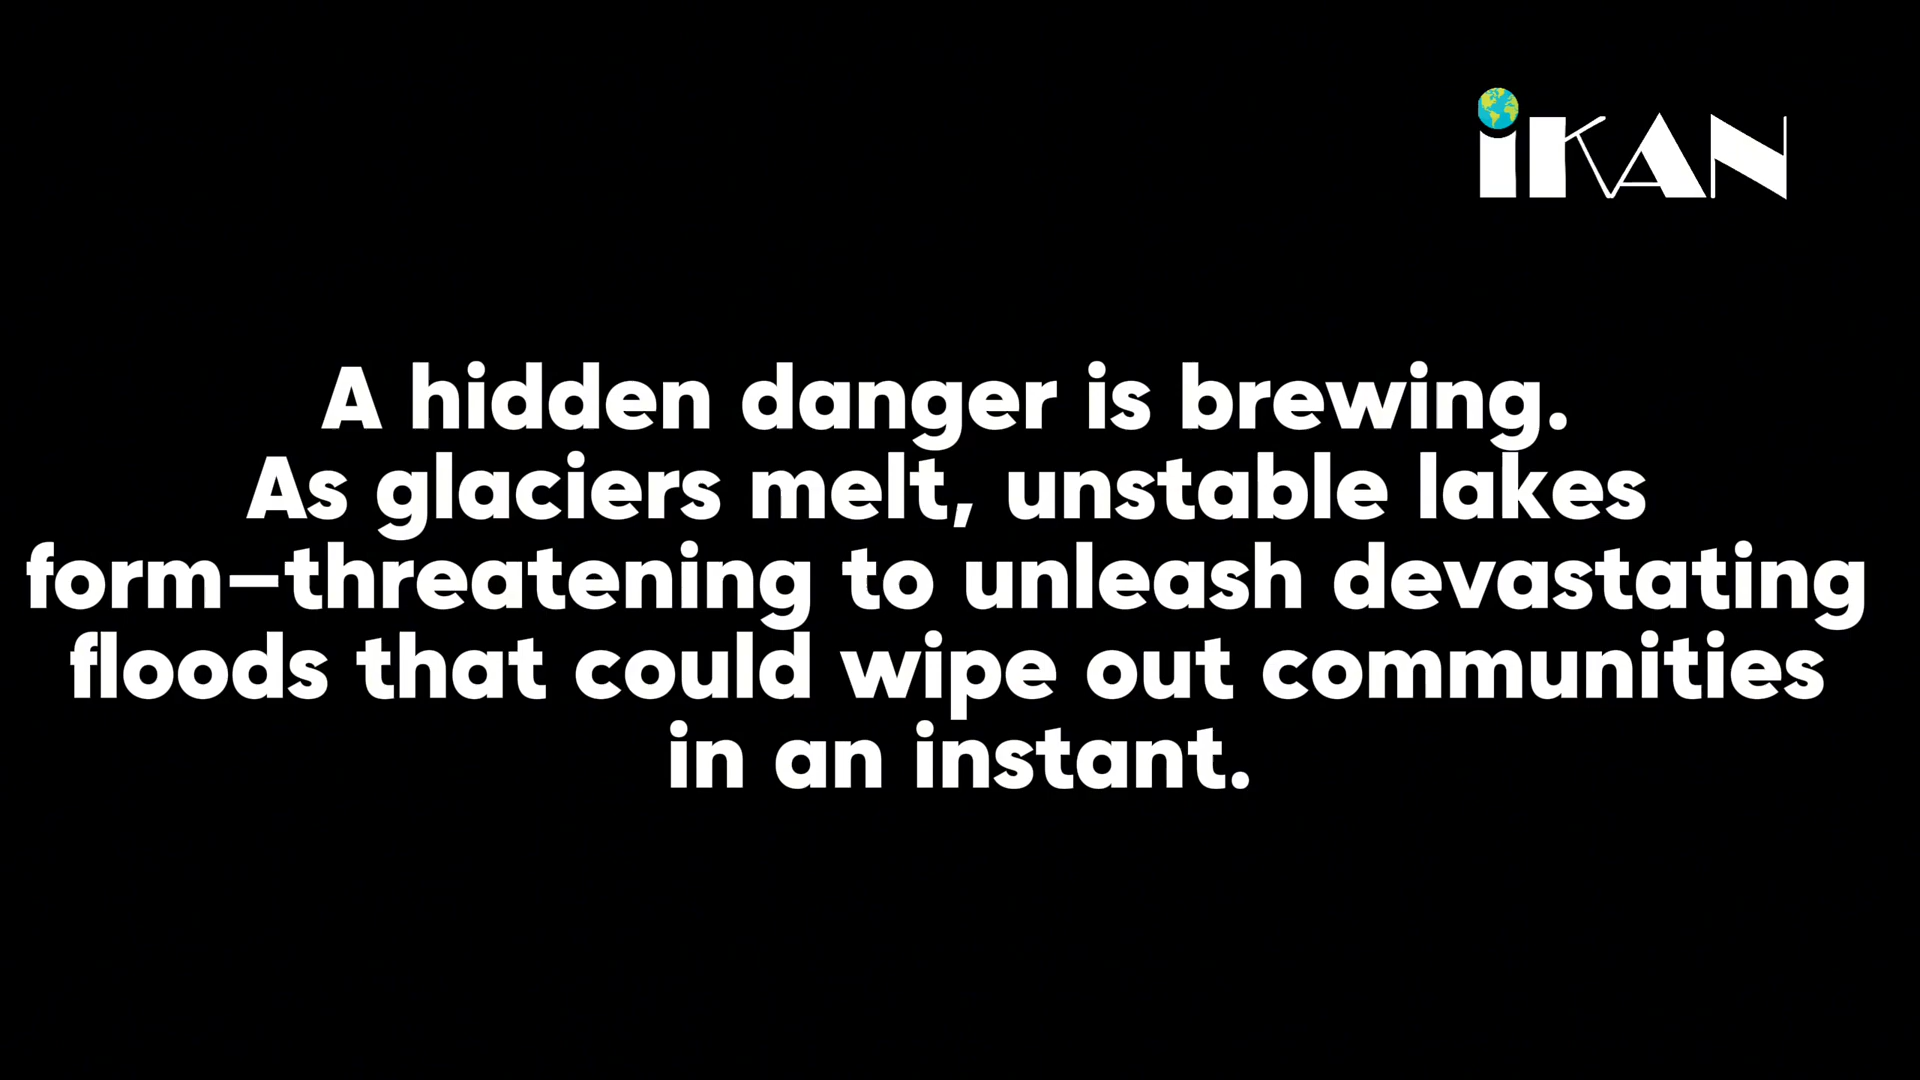 iKAN
A hidden danger is brewing.
As glaciers melt, unstable lakes
form—threatening to unleash devastating
floods that could wipe out communities
in an instant.